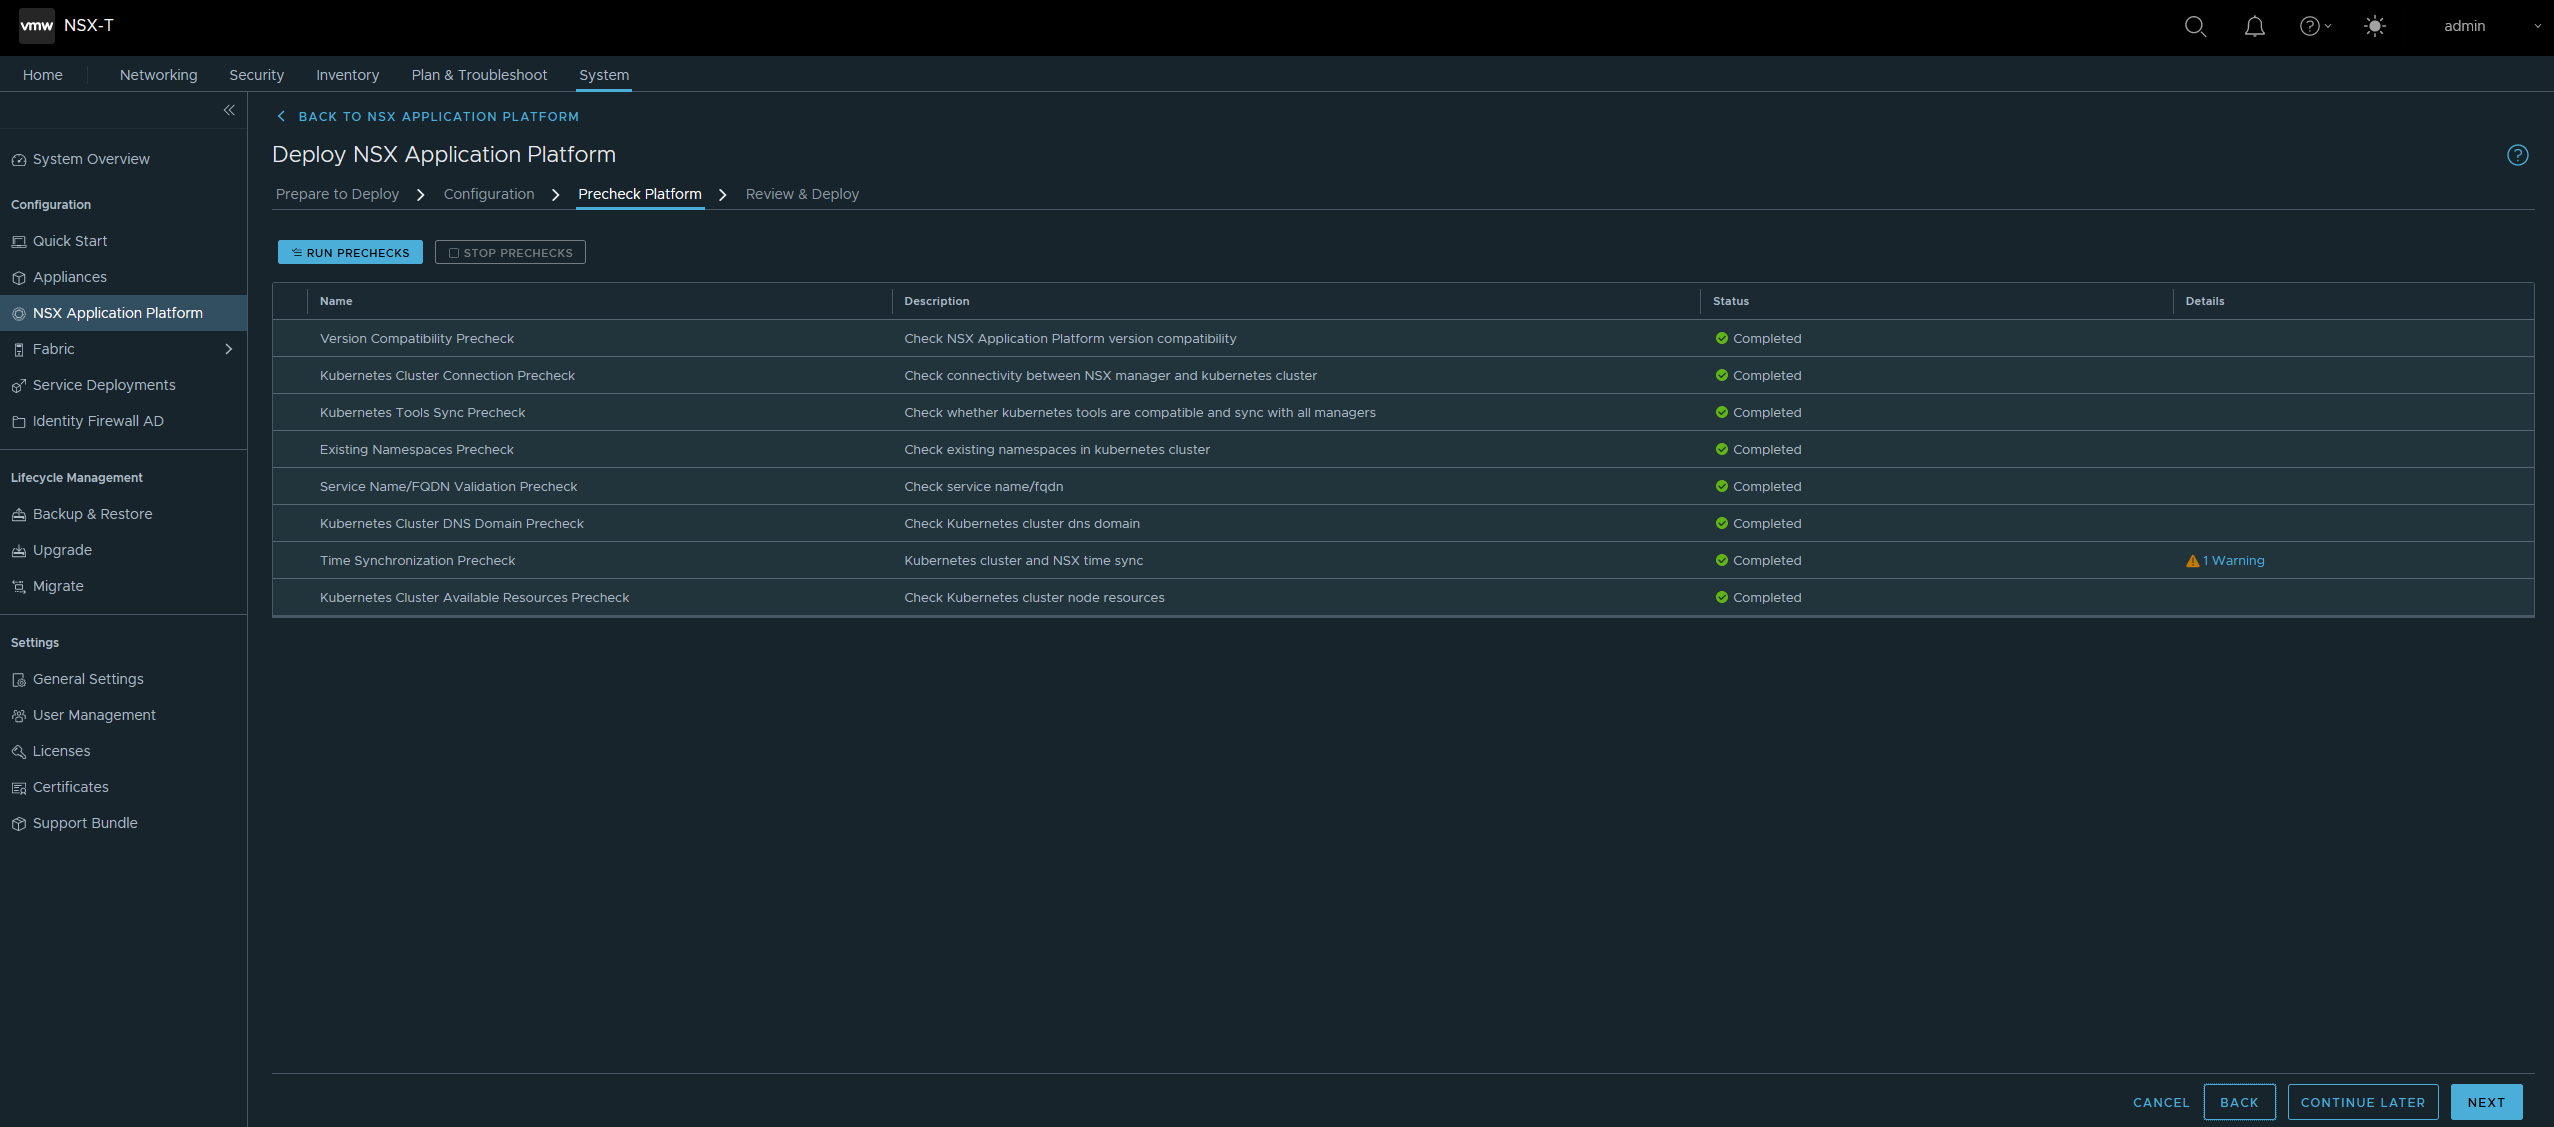 vmw NSX-T
admin
Home Networking Security Inventory Plan & Troubleshoot System
BACK TO NSX APPLICATION PLATFORM
System Overview
Configuration
Quick Start
Appliances
NSX Application Platform
Fabric
Service Deployments
Identity Firewall AD
Lifecycle Management
Backup & Restore
Upgrade
Migrate
Settings
General Settings
User Management
Licenses
Certificates
Support Bundle
Deploy NSX Application Platform
Prepare to Deploy Configuration Precheck Platform Review & Deploy
RUN PRECHECKS STOP PRECHECKS
Name Description Status Details
Version Compatibility Precheck Check NSX Application Platform version compatibility Completed
Kubernetes Cluster Connection Precheck Check connectivity between NSX manager and kubernetes cluster Completed
Kubernetes Tools Sync Precheck Check whether kubernetes tools are compatible and sync with all managers Completed
Existing Namespaces Precheck Check existing namespaces in kubernetes cluster Completed
Service Name/FQDN Validation Precheck Check service name/fqdn Completed
Kubernetes Cluster DNS Domain Precheck Check Kubernetes cluster dns domain Completed
Time Synchronization Precheck Kubernetes cluster and NSX time sync Completed 1 Warning
Kubernetes Cluster Available Resources Precheck Check Kubernetes cluster node resources Completed
CANCEL BACK CONTINUE LATER NEXT